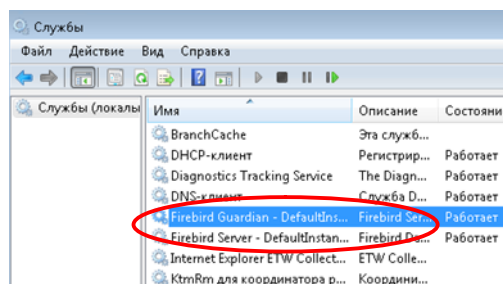 Службы
Файл Действие Вид Справка
Службы (локалы
Имя Описание Состояни
BranchCache Эта служб...
DHCP-клиент Регистрир... Работает
Diagnostics Tracking Service The Diagn... Работает
DNS-клиент Служба D... Работает
Firebird Guardian - DefaultIns... Firebird Ser... Работает
Firebird Server - DefaultInstan... Firebird Da... Работает
Internet Explorer ETW Collect... ETW Colle...
KtmRm для координатора р... Координи...